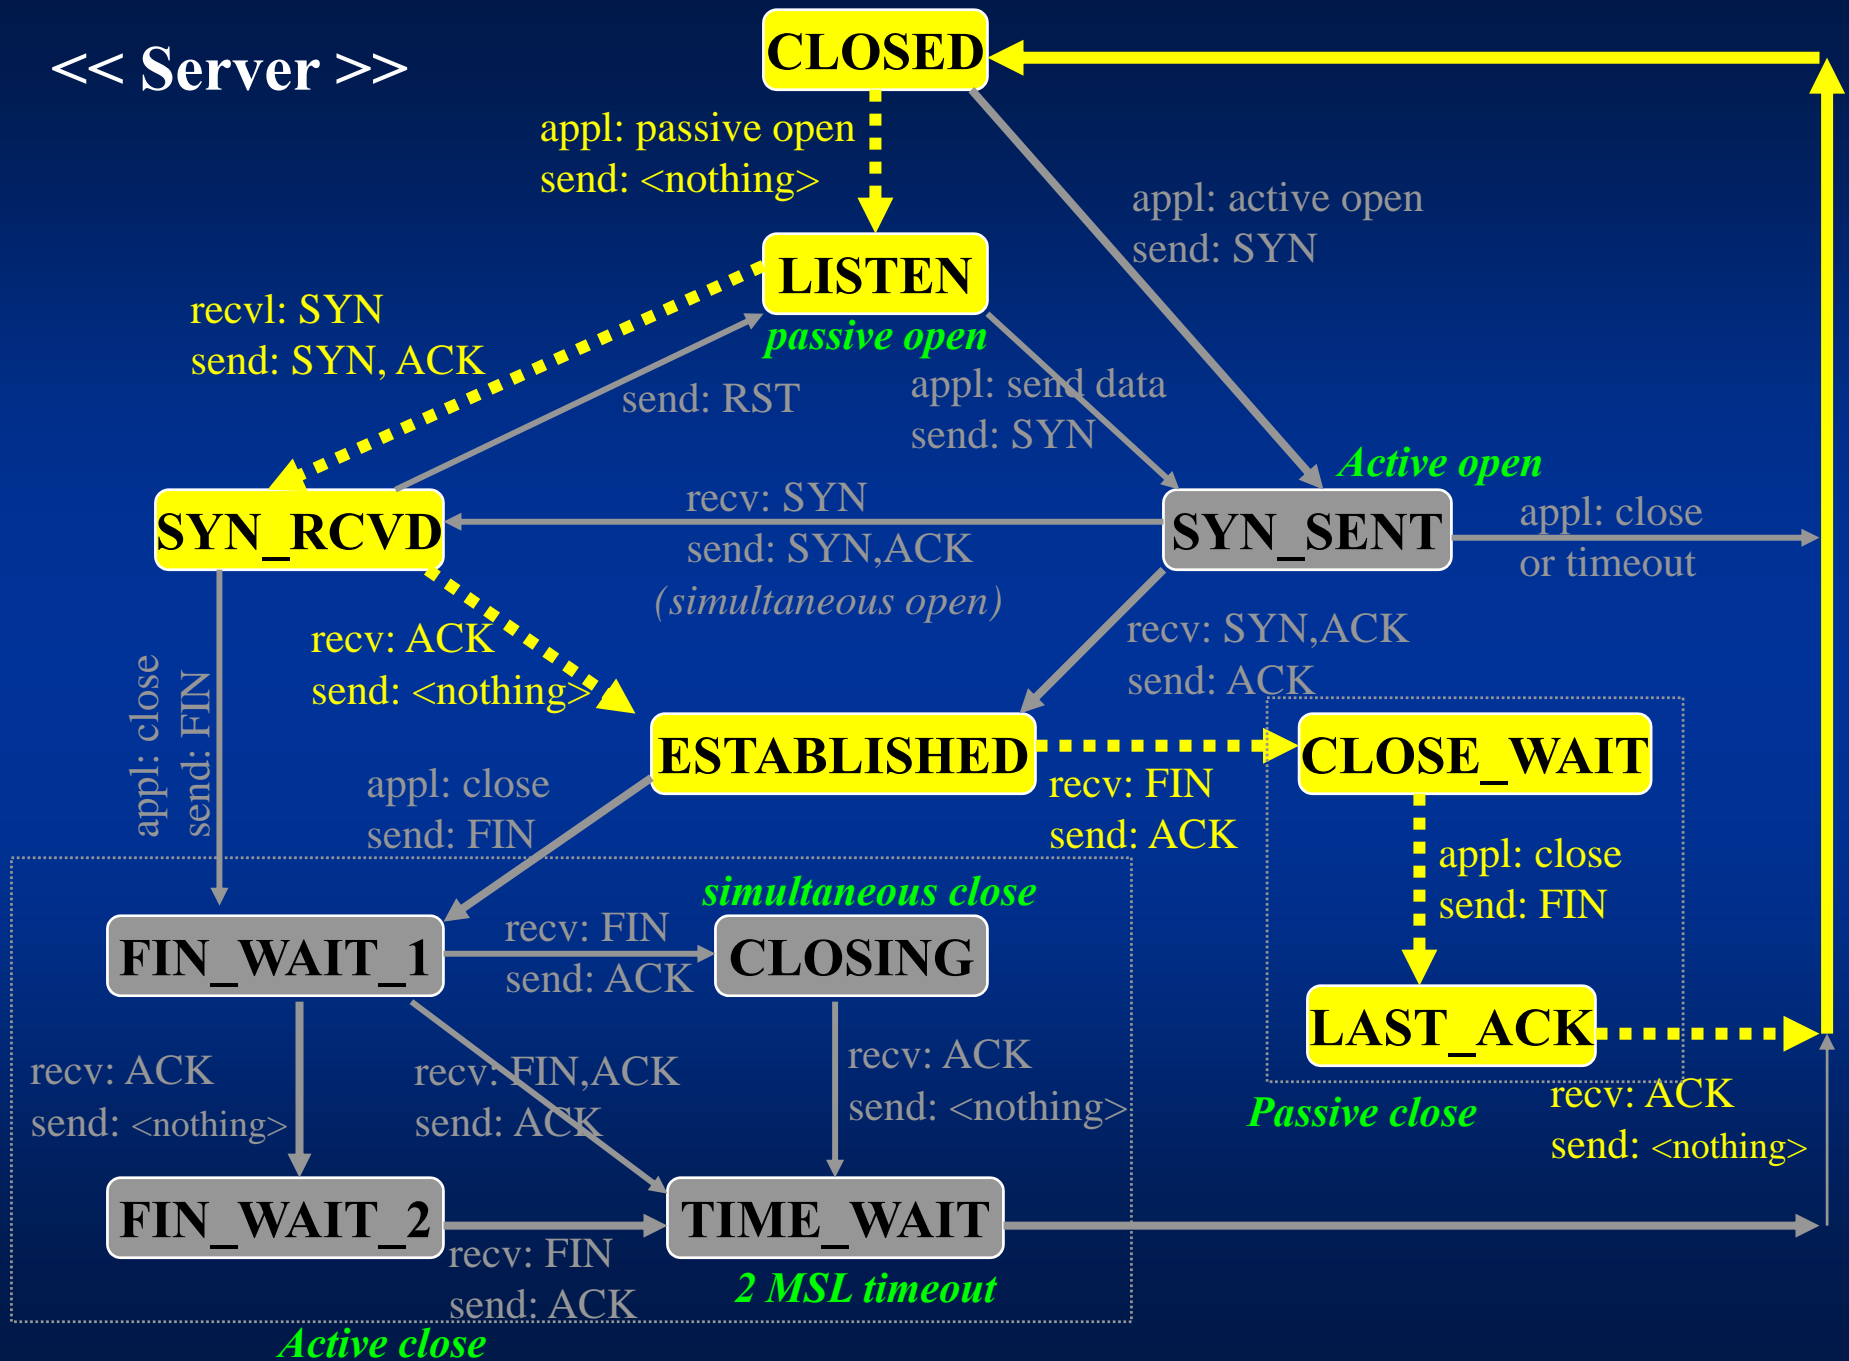 << Server >>
CLOSED
appl: passive open
send: <nothing>
appl: active open
send: SYN
LISTEN
passive open
recvl: SYN
send: SYN, ACK
send: RST
appl: send data
send: SYN
Active open
SYN_RCVD
recv: SYN
send: SYN,ACK
(simultaneous open)
SYN_SENT
appl: close
or timeout
recv: ACK
send: <nothing>
recv: SYN,ACK
send: ACK
appl: close
send: FIN
ESTABLISHED
CLOSE_WAIT
appl: close
send: FIN
recv: FIN
send: ACK
appl: close
send: FIN
simultaneous close
FIN_WAIT_1
recv: FIN
send: ACK
CLOSING
LAST_ACK
recv: ACK
send: <nothing>
recv: FIN,ACK
send: ACK
recv: ACK
send: <nothing>
Passive close
recv: ACK
send: <nothing>
FIN_WAIT_2
recv: FIN
send: ACK
TIME_WAIT
2 MSL timeout
Active close